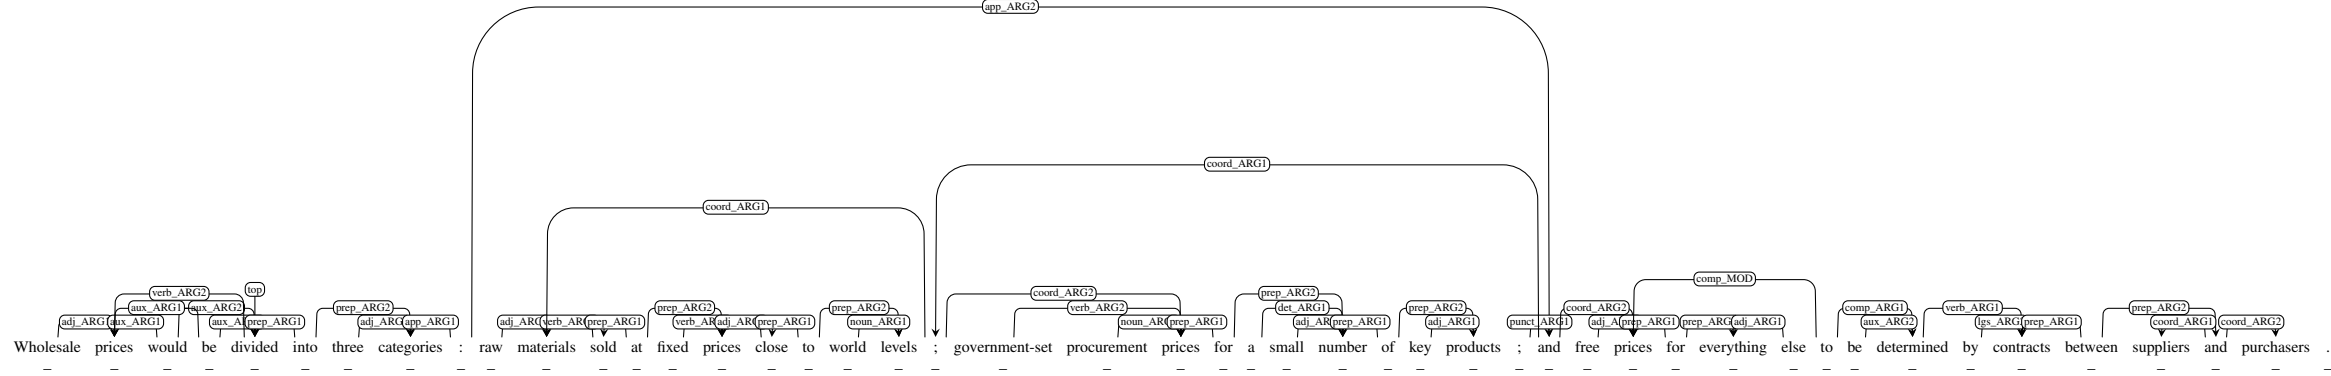 app_ARG2
coord_ARG1
coord_ARG1
comp_MOD
verb_ARG2 top coord_ARG2 prep_ARG2
aux_ARG1 aux_ARG2 prep_ARG2 prep_ARG2 prep_ARG2 verb_ARG2 det_ARG1 prep_ARG2 coord_ARG2 comp_ARG1 verb_ARG1 prep_ARG2
aux_ARG1 prep_ARG1 app_ARG1 prep_ARG1 prep_ARG1 noun_ARG1 prep_ARG1 prep_ARG1 adj_ARG1 punct_ARG1 prep_ARG1 adj_ARG1 aux_ARG2 prep_ARG1 coord_ARG1 coord_ARG2
Wholesale prices would be divided into three categories : raw materials sold at fixed prices close to world levels ; government-set procurement prices for a small number of key products ; and free prices for everything else to be determined by contracts between suppliers and purchasers .
_ _ _ _ _ _ _ _ _ _ _ _ _ _ _ _ _ _ _ _ _ _ _ _ _ _ _ _ _ _ _ _ _ _ _ _ _ _ _ _ _ _ _ _ _ _